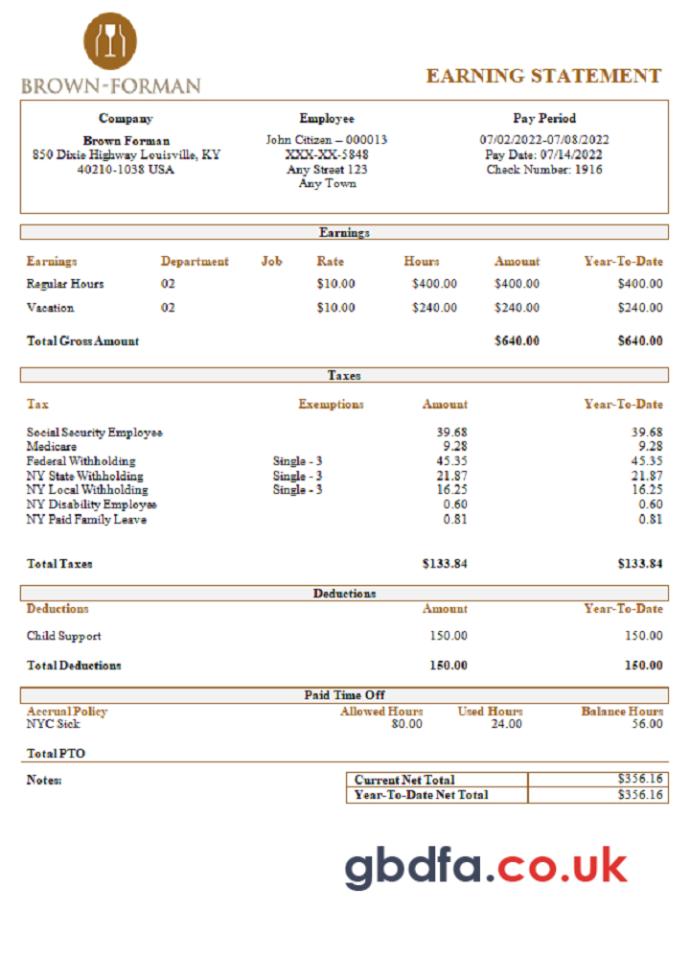 BROWN-FORMAN
EARNING STATEMENT
Company Employee Pay Period
Brown Forman John Citizen – 000013 07/02/2022-07/08/2022
850 Dixie Highway Louisville, KY XXX-XX-5848 Pay Date: 07/14/2022
40210-1038 USA Any Street 123 Check Number: 1916
Any Town
Earnings
Earnings Department Job Rate Hours Amount Year-To-Date
Regular Hours 02 $10.00 $400.00 $400.00 $400.00
Vacation 02 $10.00 $240.00 $240.00 $240.00
Total Gross Amount $640.00 $640.00
Taxes
Tax Exemptions Amount Year-To-Date
Social Security Employee 39.68 39.68
Medicare 9.28 9.28
Federal Withholding Single - 3 45.35 45.35
NY State Withholding Single - 3 21.87 21.87
NY Local Withholding Single - 3 16.25 16.25
NY Disability Employee 0.60 0.60
NY Paid Family Leave 0.81 0.81
Total Taxes $133.84 $133.84
Deductions
Deductions Amount Year-To-Date
Child Support 150.00 150.00
Total Deductions 150.00 150.00
Paid Time Off
Accrual Policy Allowed Hours Used Hours Balance Hours
NYC Sick 80.00 24.00 56.00
Total PTO
Notes: Current Net Total $356.16
Year-To-Date Net Total $356.16
gbdfa.co.uk